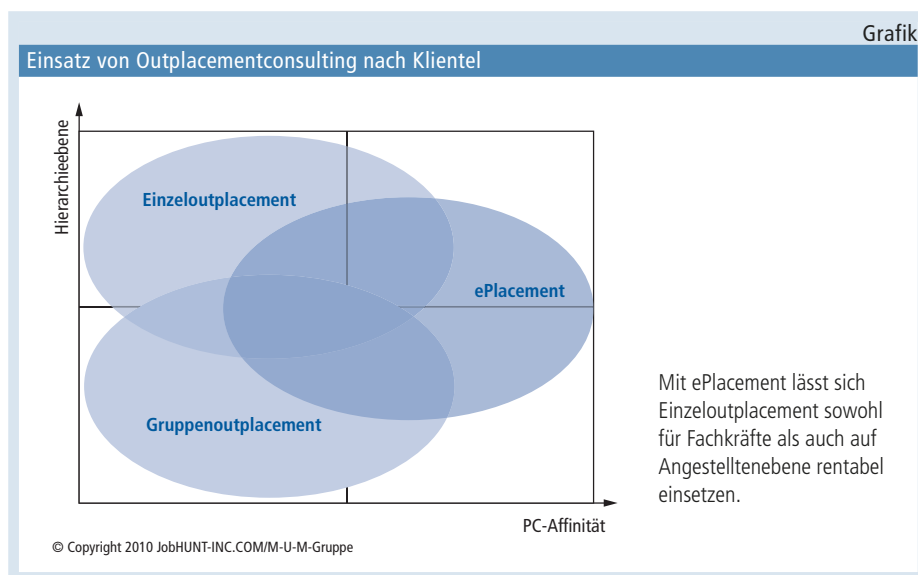 Grafik
Einsatz von Outplacementconsulting nach Klientel
Hierarchieebene
Einzeloutplacement
ePlacement
Gruppenoutplacement
Mit ePlacement lässt sich
Einzeloutplacement sowohl
für Fachkräfte als auch auf
Angestelltenebene rentabel
einsetzen.
PC-Affinität
© Copyright 2010 JobHUNT-INC.COM/M-U-M-Gruppe